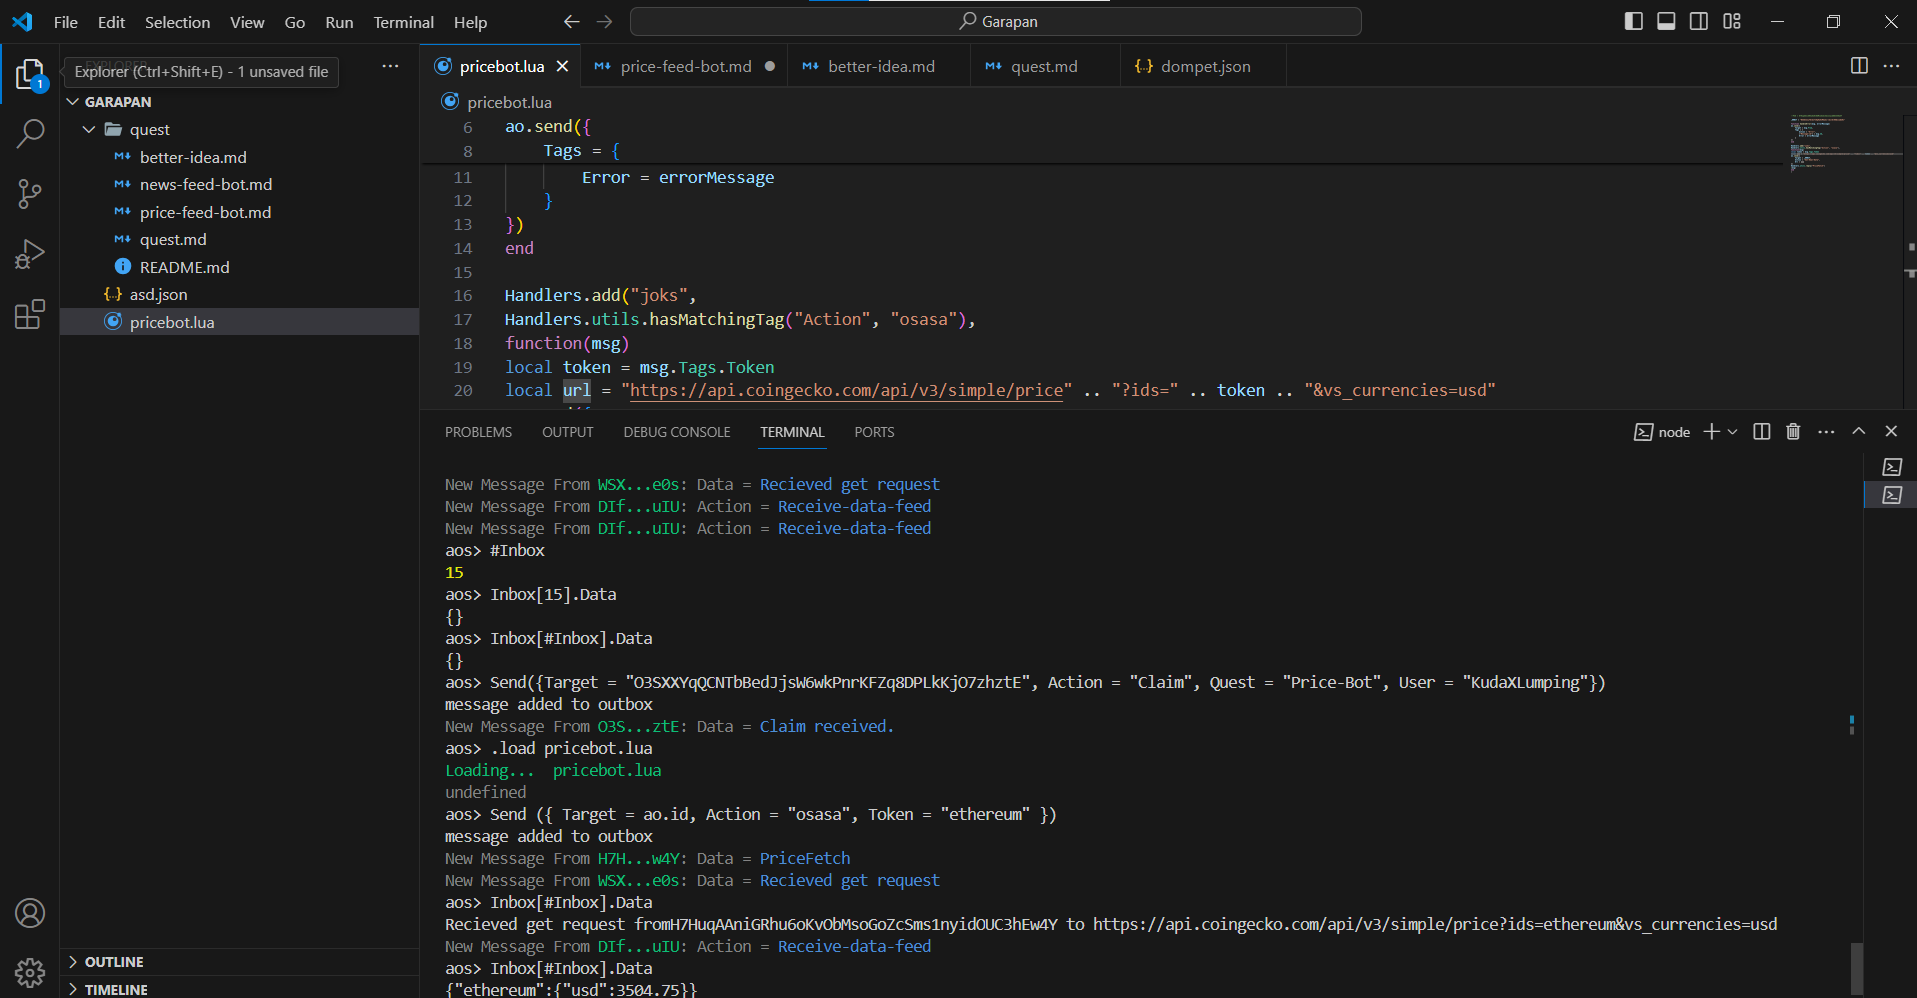 File Edit Selection View Go Run Terminal Help
Garapan
Explorer (Ctrl+Shift+E) - 1 unsaved file
1
GARAPAN
quest
better-idea.md
news-feed-bot.md
price-feed-bot.md
quest.md
README.md
asd.json
pricebot.lua
OUTLINE
TIMELINE
pricebot.lua price-feed-bot.md better-idea.md quest.md dompet.json
pricebot.lua
6 ao.send({
8 Tags = {
11 Error = errorMessage
12 }
13 })
14 end
15
16 Handlers.add("joks",
17 Handlers.utils.hasMatchingTag("Action", "osasa"),
18 function(msg)
19 local token = msg.Tags.Token
20 local url = "https://api.coingecko.com/api/v3/simple/price" .. "?ids=" .. token .. "&vs_currencies=usd"
PROBLEMS OUTPUT DEBUG CONSOLE TERMINAL PORTS
node
New Message From WSX...e0s: Data = Recieved get request
New Message From DIf...uIU: Action = Receive-data-feed
New Message From DIf...uIU: Action = Receive-data-feed
aos> #Inbox
15
aos> Inbox[15].Data
{}
aos> Inbox[#Inbox].Data
{}
aos> Send({Target = "O3SXXYqQCNTbBedJjsW6wkPnrKFZq8DPLkKjO7zhztE", Action = "Claim", Quest = "Price-Bot", User = "KudaXLumping"})
message added to outbox
New Message From O3S...ztE: Data = Claim received.
aos> .load pricebot.lua
Loading... pricebot.lua
undefined
aos> Send ({ Target = ao.id, Action = "osasa", Token = "ethereum" })
message added to outbox
New Message From H7H...w4Y: Data = PriceFetch
New Message From WSX...e0s: Data = Recieved get request
aos> Inbox[#Inbox].Data
Recieved get request fromH7HuqAAniGRhu6oKvObMsoGoZcSms1nyidOUC3hEw4Y to https://api.coingecko.com/api/v3/simple/price?ids=ethereum&vs_currencies=usd
New Message From DIf...uIU: Action = Receive-data-feed
aos> Inbox[#Inbox].Data
{"ethereum":{"usd":3504.75}}